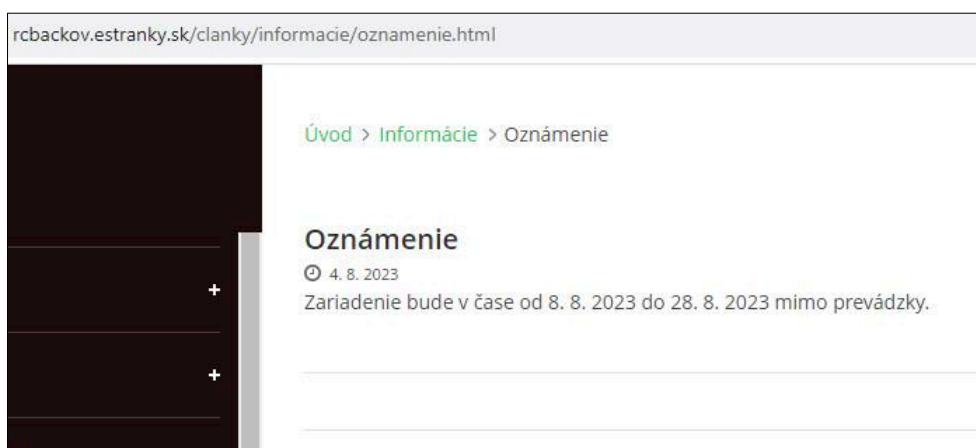 rcbackov.estranky.sk/clanky/informacie/oznamenie.html
Úvod > Informácie > Oznámenie
Oznámenie
4. 8. 2023
Zariadenie bude v čase od 8. 8. 2023 do 28. 8. 2023 mimo prevádzky.
+
+